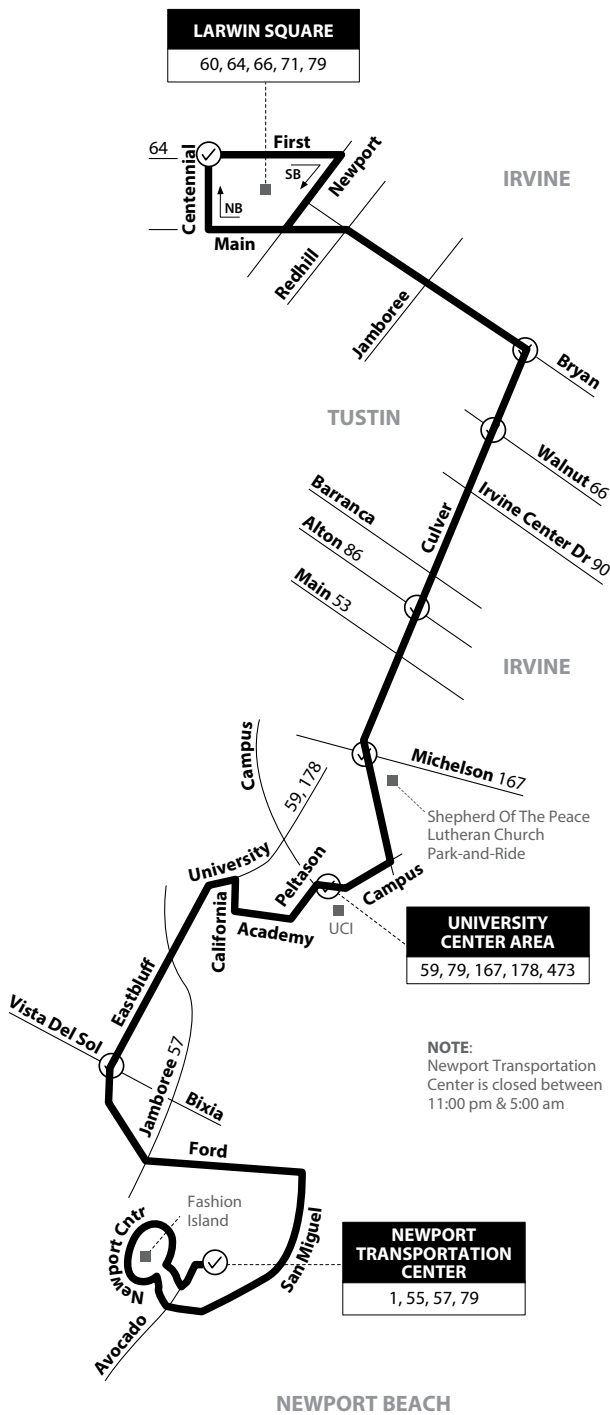 LARWIN SQUARE
60, 64, 66, 71, 79
64
First
Centennial
SB
Newport
NB
Main
Redhill
IRVINE
Jamboree
Bryan
TUSTIN
Walnut 66
Barranca
Culver
Irvine Center Dr 90
Alton 86
Main 53
IRVINE
Campus
Michelson 167
59, 178
Shepherd Of The Peace
Lutheran Church
Park-and-Ride
University
Peltason
Campus
California
Academy
UCI
UNIVERSITY
CENTER AREA
59, 79, 167, 178, 473
Eastbluff
Vista Del Sol
Jamboree 57
Bixia
NOTE:
Newport Transportation
Center is closed between
11:00 pm & 5:00 am
Ford
Fashion
Island
Newport Cntr
San Miguel
NEWPORT
TRANSPORTATION
CENTER
1, 55, 57, 79
Avocado
NEWPORT BEACH